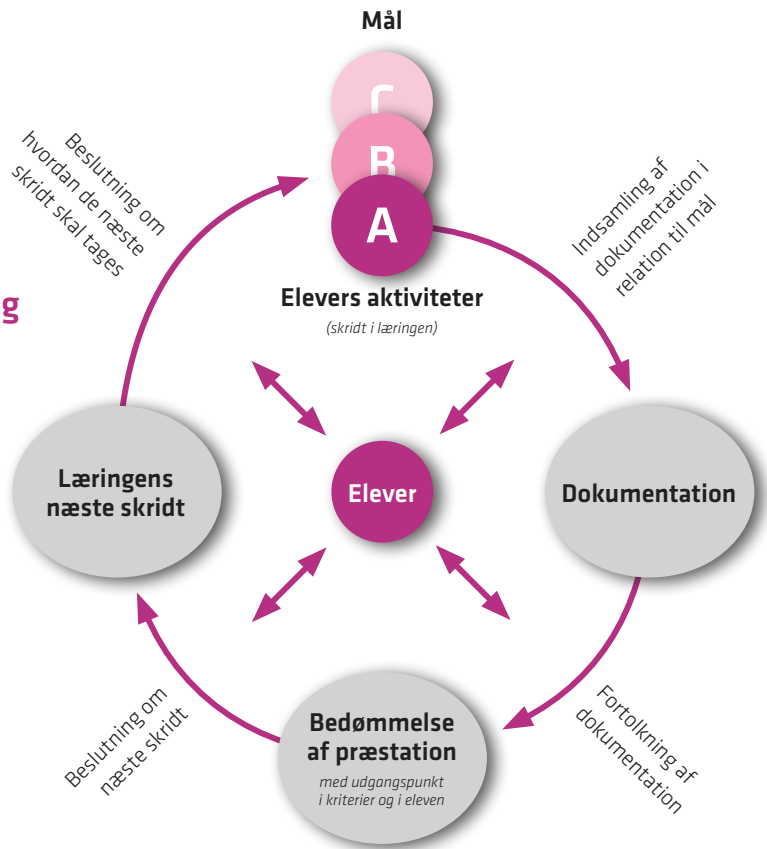 Mål
C
B
A
Elevers aktiviteter
(skridt i læringen)
Indsamling af
dokumentation i
relation til mål
Dokumentation
Fortolkning af
dokumentation
Bedømmelse
af præstation
med udgangspunkt
i kriterier og i eleven
Beslutning om
næste skridt
Læringens
næste skridt
Beslutning om
hvordan de næste
skridt skal tages
Elever
g